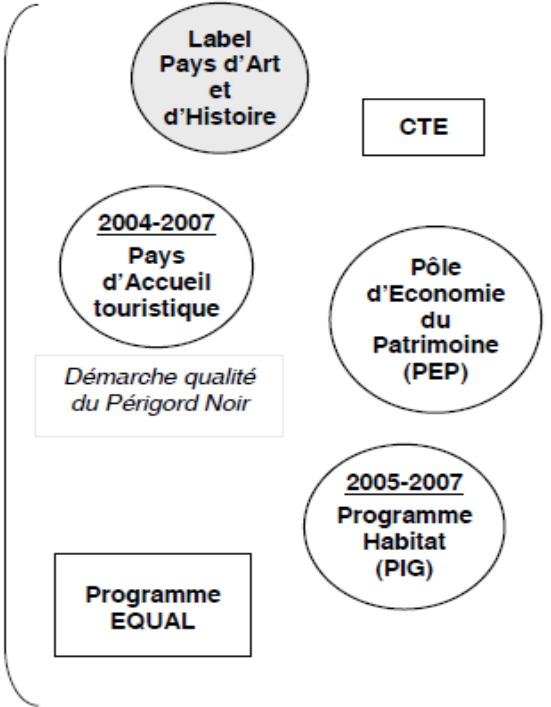 Label
Pays d'Art
et
d'Histoire
CTE
2004-2007
Pays
d'Accueil
touristique
Pôle
d'Economie
du
Patrimoine
(PEP)
Démarche qualité
du Périgord Noir
2005-2007
Programme
Habitat
(PIG)
Programme
EQUAL